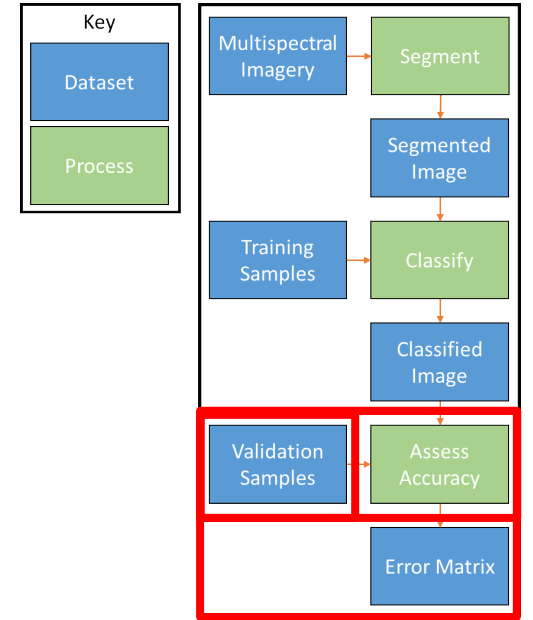 Key
Dataset
Process
Multispectral
Imagery
Segment
Segmented
Image
Training
Samples
Classify
Classified
Image
Validation
Samples
Assess
Accuracy
Error Matrix